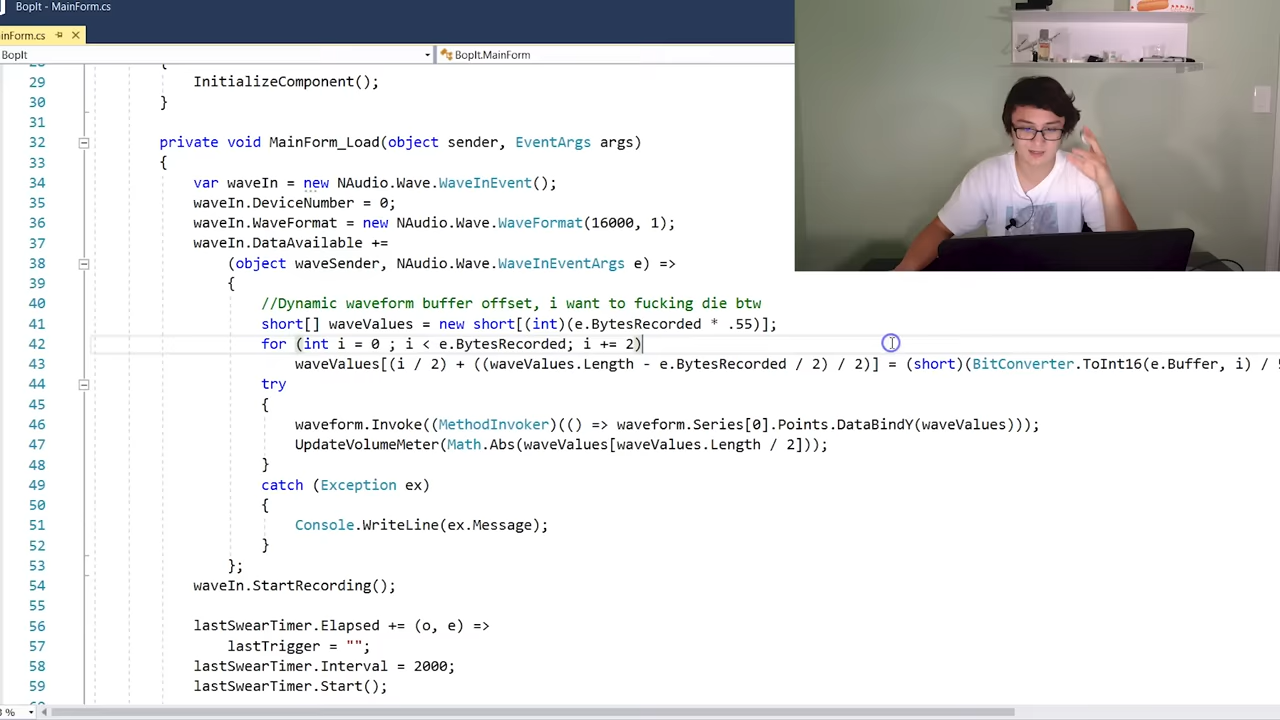 BopIt - MainForm.cs
inForm.cs
BopIt
BopIt.MainForm
28 {
29 InitializeComponent();
30 }
31
32 private void MainForm_Load(object sender, EventArgs args)
33 {
34 var waveIn = new NAudio.Wave.WaveInEvent();
35 waveIn.DeviceNumber = 0;
36 waveIn.WaveFormat = new NAudio.Wave.WaveFormat(16000, 1);
37 waveIn.DataAvailable +=
38 (object waveSender, NAudio.Wave.WaveInEventArgs e) =>
39 {
40 //Dynamic waveform buffer offset, i want to fucking die btw
41 short[] waveValues = new short[(int)(e.BytesRecorded * .55)];
42 for (int i = 0 ; i < e.BytesRecorded; i += 2)
43 waveValues[(i / 2) + ((waveValues.Length - e.BytesRecorded / 2) / 2)] = (short)(BitConverter.ToInt16(e.Buffer, i) / 5
44 try
45 {
46 waveform.Invoke((MethodInvoker)(() => waveform.Series[0].Points.DataBindY(waveValues)));
47 UpdateVolumeMeter(Math.Abs(waveValues[waveValues.Length / 2]));
48 }
49 catch (Exception ex)
50 {
51 Console.WriteLine(ex.Message);
52 }
53 };
54 waveIn.StartRecording();
55
56 lastSwearTimer.Elapsed += (o, e) =>
57 lastTrigger = "";
58 lastSwearTimer.Interval = 2000;
59 lastSwearTimer.Start();
%